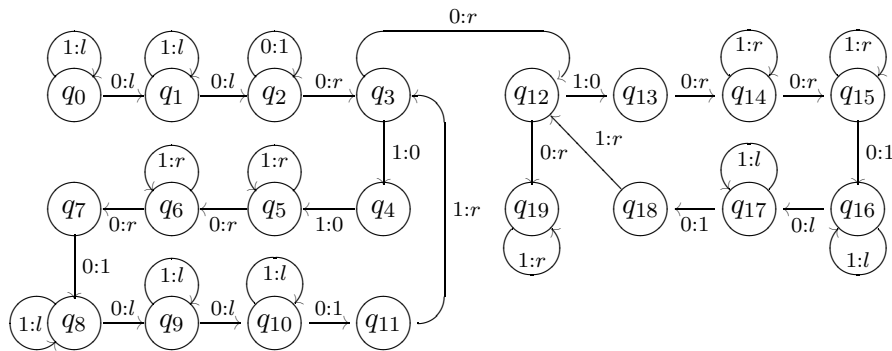 0:r
1:l 1:l 0:1 1:r 1:r
q0 0:l q1 0:l q2 0:r q3 q12 1:0 q13 0:r q14 0:r q15
1:r 1:r 1:0 0:r 1:r 1:l 0:1
q7 0:r q6 0:r q5 1:0 q4 1:r q19 q18 0:1 q17 0:l q16
0:1 1:l 1:l 1:r 1:l
1:l q8 0:l q9 0:l q10 0:1 q11